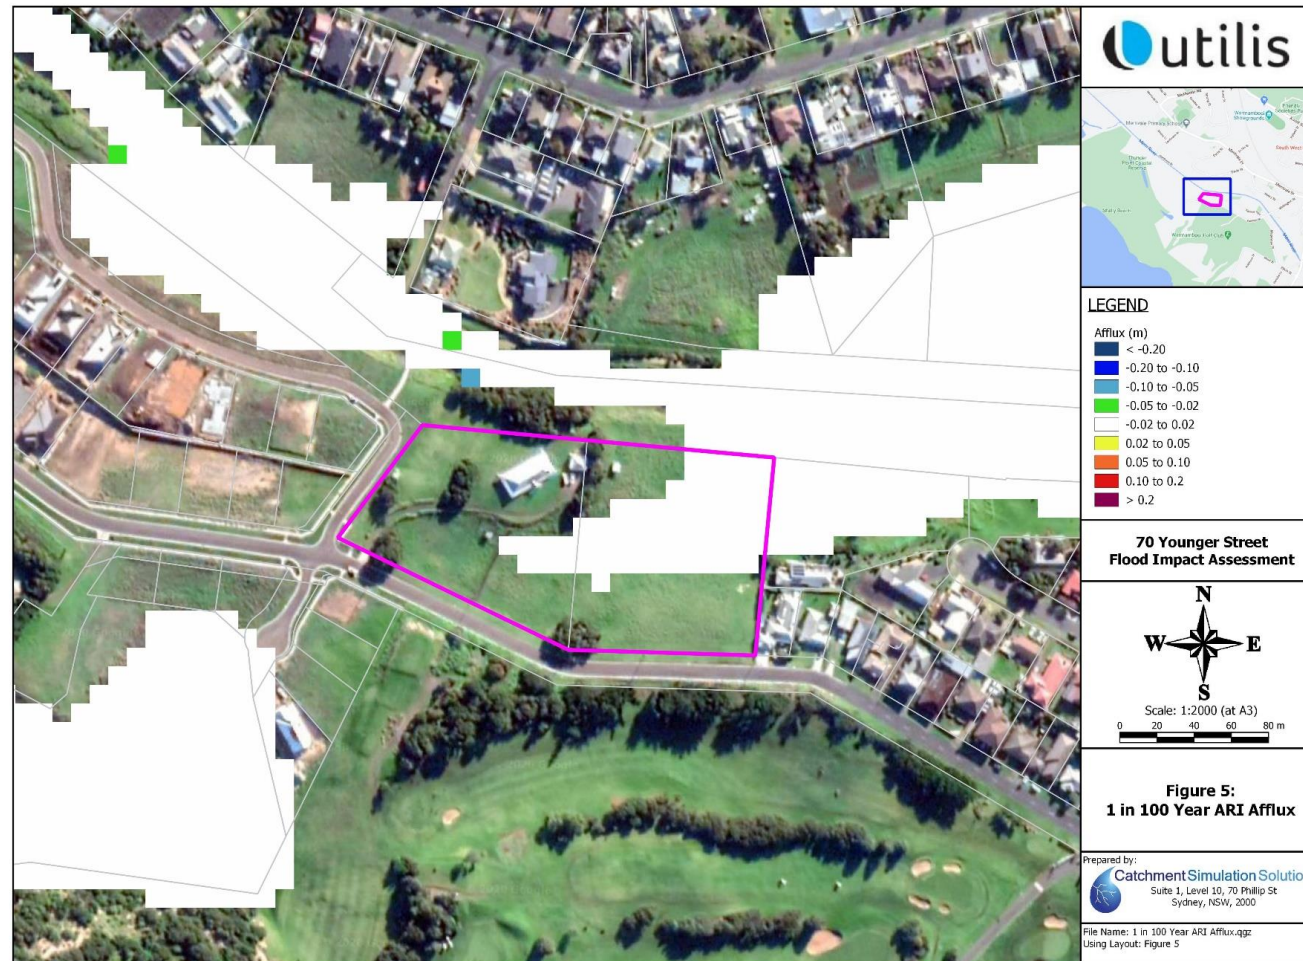 utilis
LEGEND
Afflux (m)
< -0.20
-0.20 to -0.10
-0.10 to -0.05
-0.05 to -0.02
-0.02 to 0.02
0.02 to 0.05
0.05 to 0.10
0.10 to 0.2
> 0.2
70 Younger Street
Flood Impact Assessment
N
W E
S
Scale: 1:2000 (at A3)
0 20 40 60 80 m
Figure 5:
1 in 100 Year ARI Afflux
Prepared by:
Catchment Simulation Solutio
Suite 1, Level 10, 70 Phillip St
Sydney, NSW, 2000
File Name: 1 in 100 Year ARI Afflux.qgz
Using Layout: Figure 5